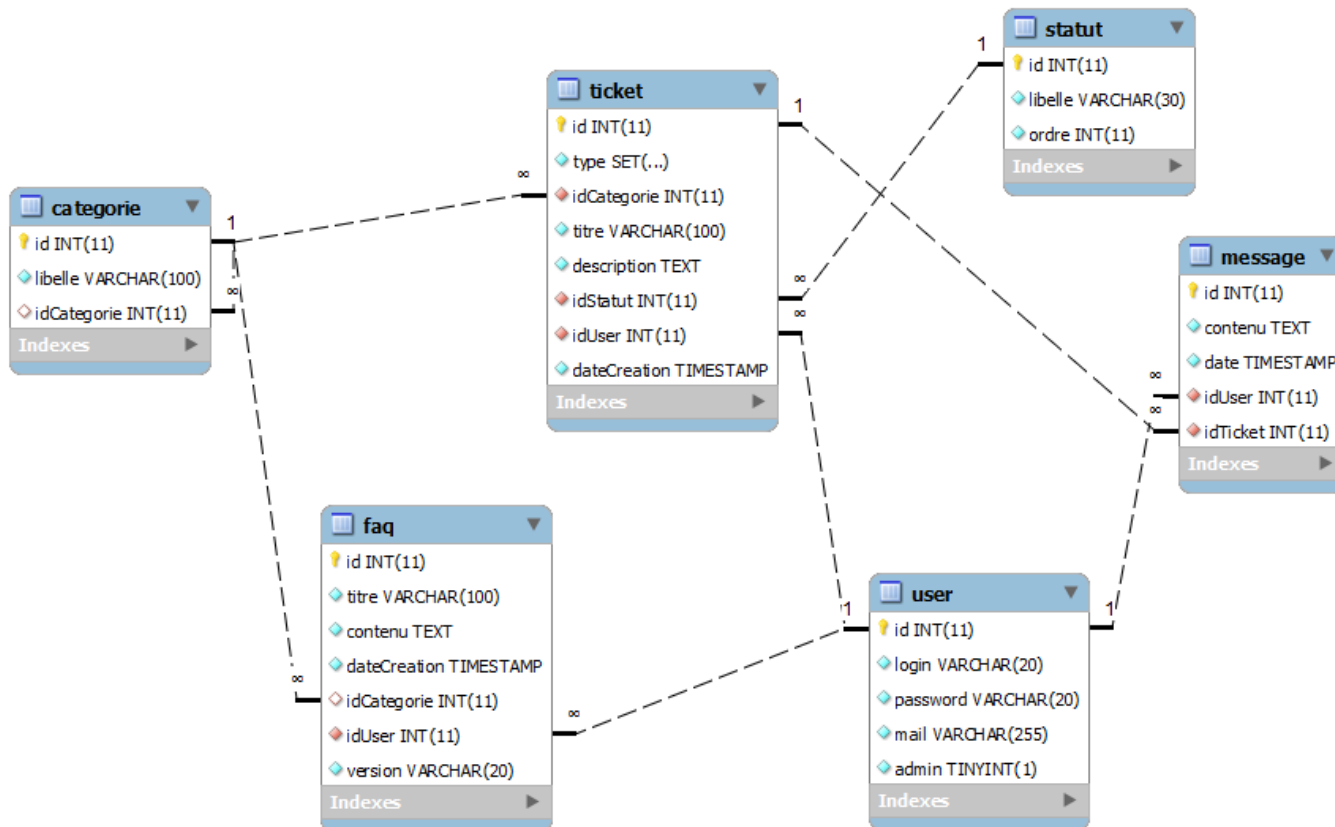 statut
id INT(11)
libelle VARCHAR(30)
ordre INT(11)
Indexes
1
ticket
id INT(11)
type SET(...)
idCategorie INT(11)
titre VARCHAR(100)
description TEXT
idStatut INT(11)
idUser INT(11)
dateCreation TIMESTAMP
Indexes
1
∞
∞
∞
categorie
id INT(11)
libelle VARCHAR(100)
idCategorie INT(11)
Indexes
1
∞
message
id INT(11)
contenu TEXT
date TIMESTAMP
idUser INT(11)
idTicket INT(11)
Indexes
∞
∞
faq
id INT(11)
titre VARCHAR(100)
contenu TEXT
dateCreation TIMESTAMP
idCategorie INT(11)
idUser INT(11)
version VARCHAR(20)
Indexes
∞
∞
user
id INT(11)
login VARCHAR(20)
password VARCHAR(20)
mail VARCHAR(255)
admin TINYINT(1)
Indexes
1
1